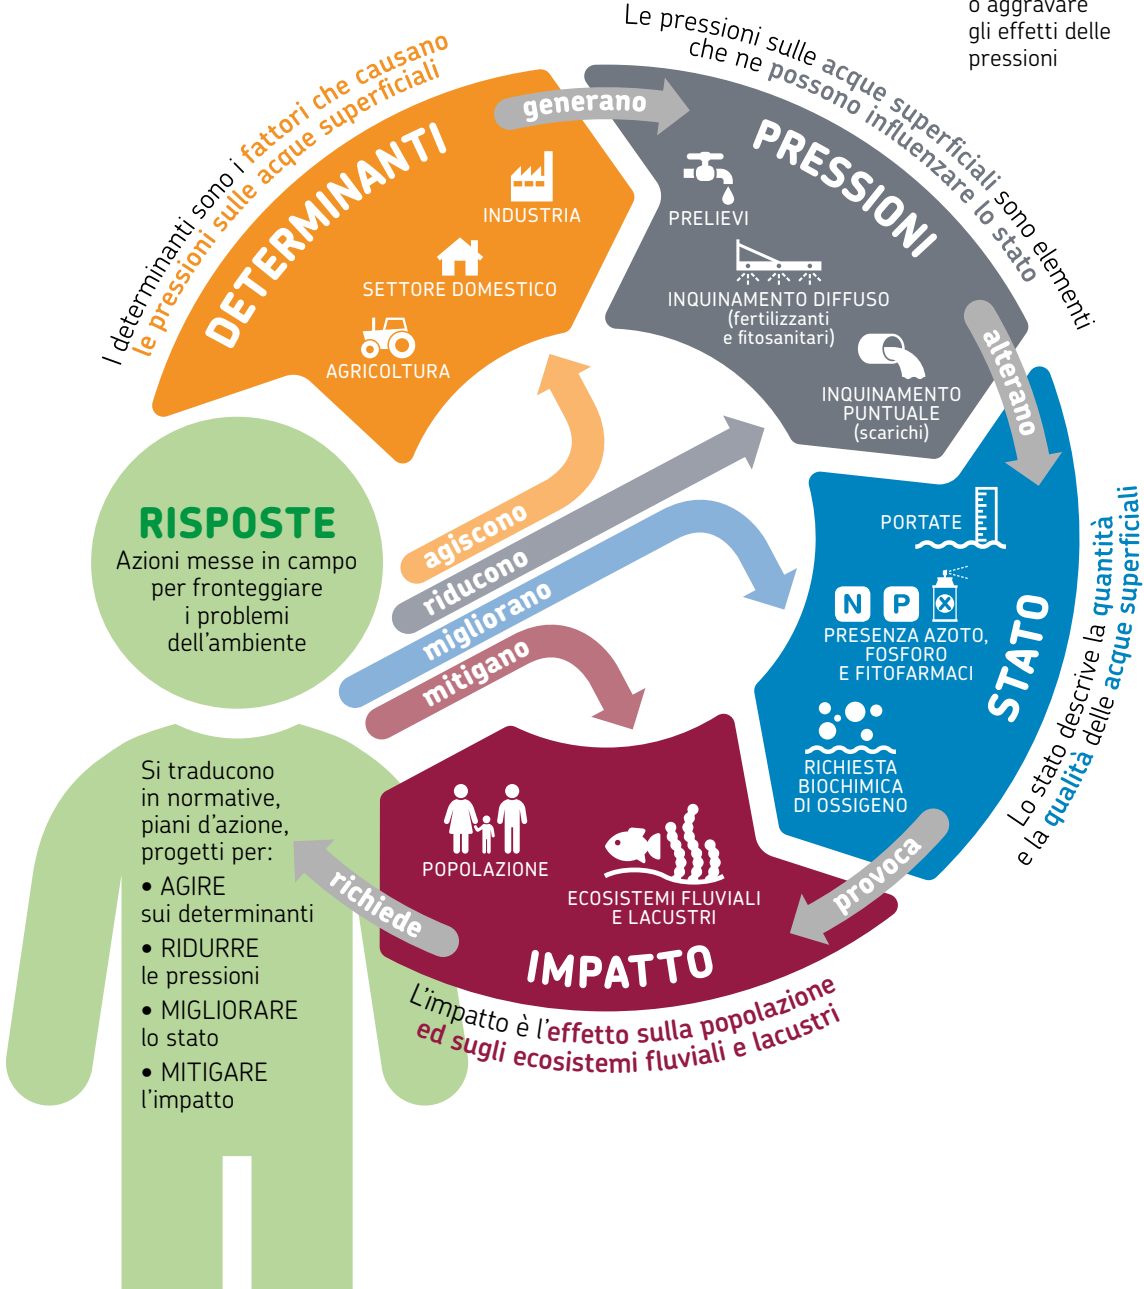 o aggravare
gli effetti delle
pressioni
I determinanti sono i fattori che causano
le pressioni sulle acque superficiali
DETERMINANTI
INDUSTRIA
SETTORE DOMESTICO
AGRICOLTURA
generano
Le pressioni sulle acque superficiali sono elementi
che ne possono influenzare lo stato
PRESSIONI
PRELIEVI
INQUINAMENTO DIFFUSO
(fertilizzanti
e fitosanitari)
INQUINAMENTO
PUNTUALE
(scarichi)
alterano
STATO
PORTATE
N P X
PRESENZA AZOTO,
FOSFORO
E FITOFARMACI
RICHIESTA
BIOCHIMICA
DI OSSIGENO
Lo stato descrive la quantità
e la qualità delle acque superficiali
provoca
IMPATTO
POPOLAZIONE
ECOSISTEMI FLUVIALI
E LACUSTRI
L'impatto è l'effetto sulla popolazione
ed sugli ecosistemi fluviali e lacustri
richiede
RISPOSTE
Azioni messe in campo
per fronteggiare
i problemi
dell'ambiente
agiscono
riducono
migliorano
mitigano
Si traducono
in normative,
piani d'azione,
progetti per:
• AGIRE
sui determinanti
• RIDURRE
le pressioni
• MIGLIORARE
lo stato
• MITIGARE
l'impatto